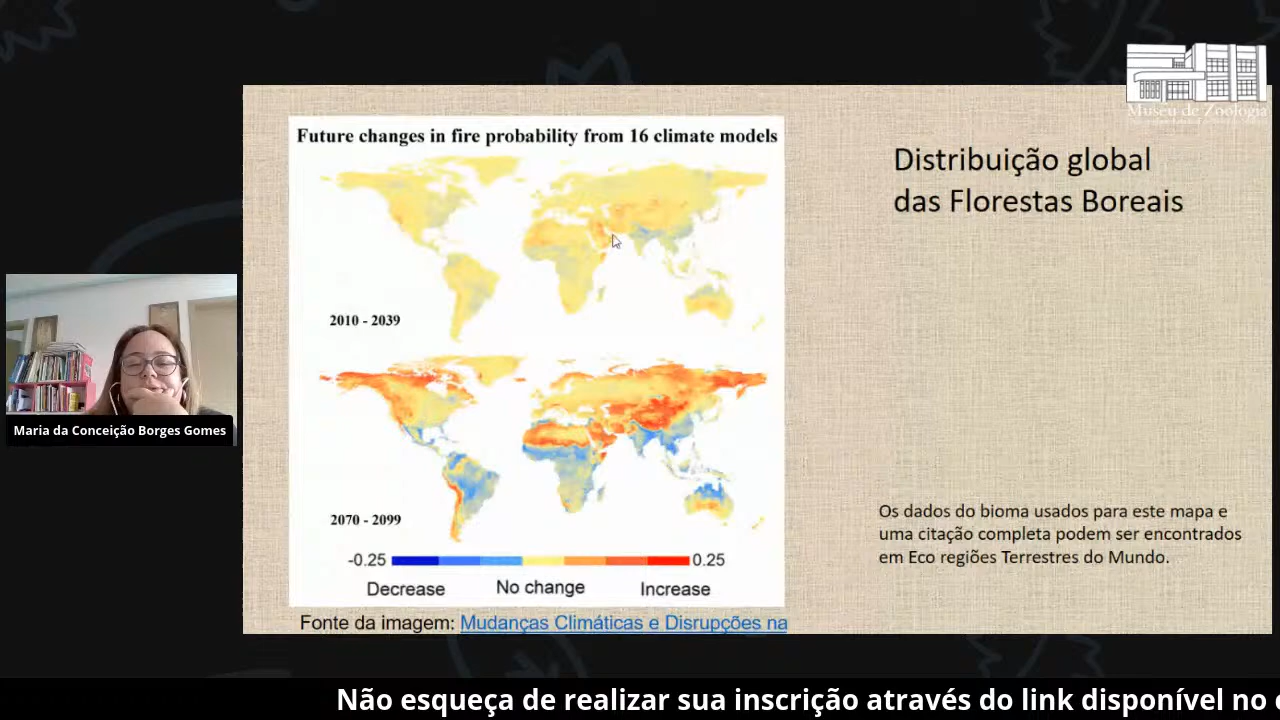 Museu de Zoologia
Future changes in fire probability from 16 climate models
Distribuição global
das Florestas Boreais
2010 - 2039
Maria da Conceição Borges Gomes
2070 - 2099
Os dados do bioma usados para este mapa e
uma citação completa podem ser encontrados
em Eco regiões Terrestres do Mundo.
-0.25 0.25
Decrease No change Increase
Fonte da imagem: Mudanças Climáticas e Disrupções na
Não esqueça de realizar sua inscrição através do link disponível no